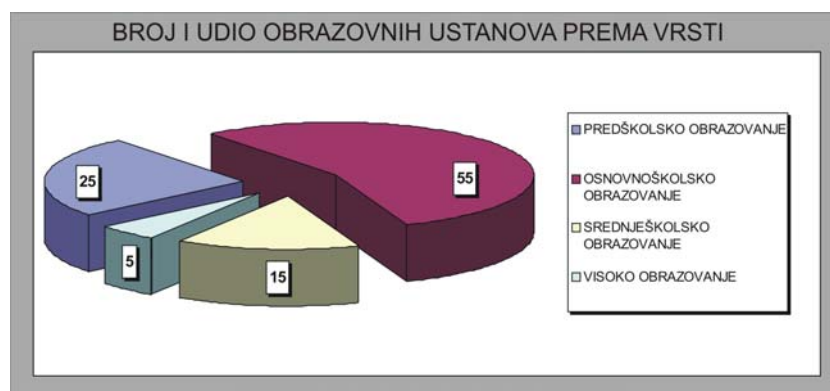 BROJ I UDIO OBRAZOVNIH USTANOVA PREMA VRSTI
25
55
5
15
PREDŠKOLSKO OBRAZOVANJE
OSNOVNOŠKOLSKO
OBRAZOVANJE
SREDNJEŠKOLSKO
OBRAZOVANJE
VISOKO OBRAZOVANJE